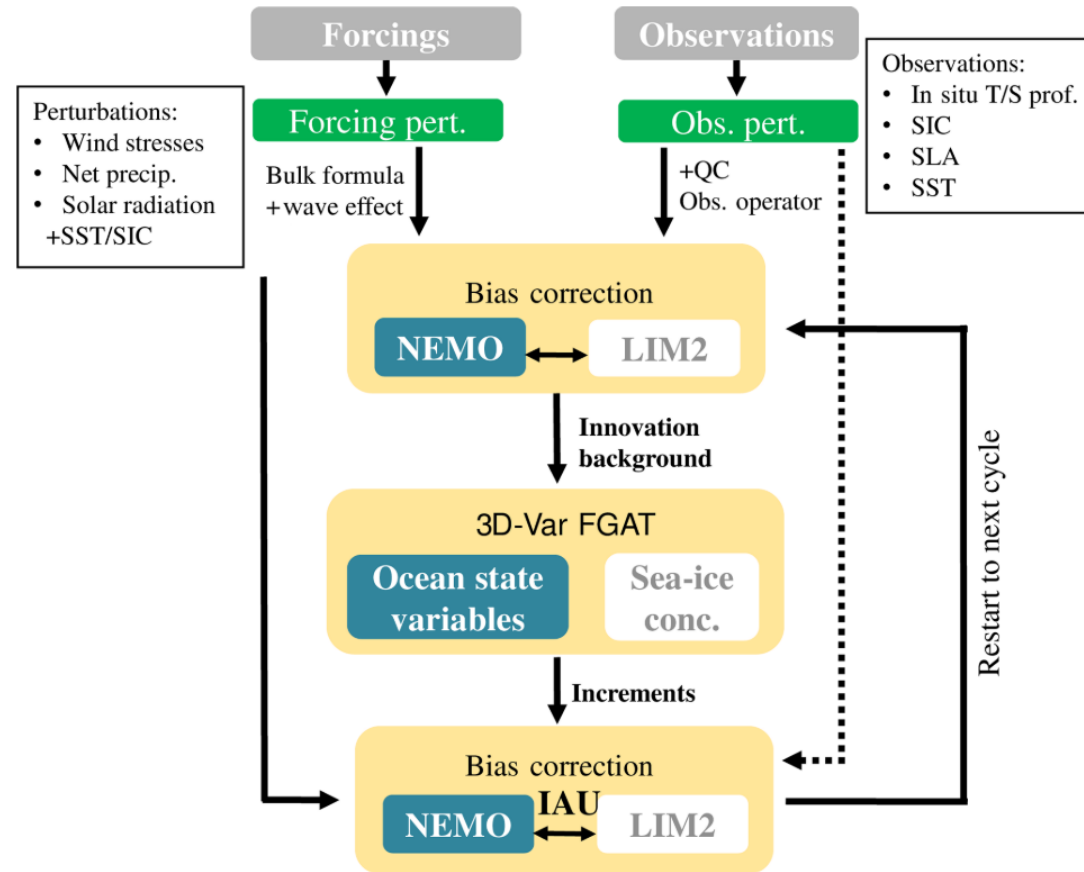 Forcings
Observations
Perturbations:
• Wind stresses
• Net precip.
• Solar radiation
+SST/SIC
Forcing pert.
Obs. pert.
Observations:
• In situ T/S prof.
• SIC
• SLA
• SST
Bulk formula
+wave effect
+QC
Obs. operator
Bias correction
NEMO
LIM2
Innovation
background
3D-Var FGAT
Ocean state
variables
Sea-ice
conc.
Increments
Bias correction
IAU
NEMO
LIM2
Restart to next cycle